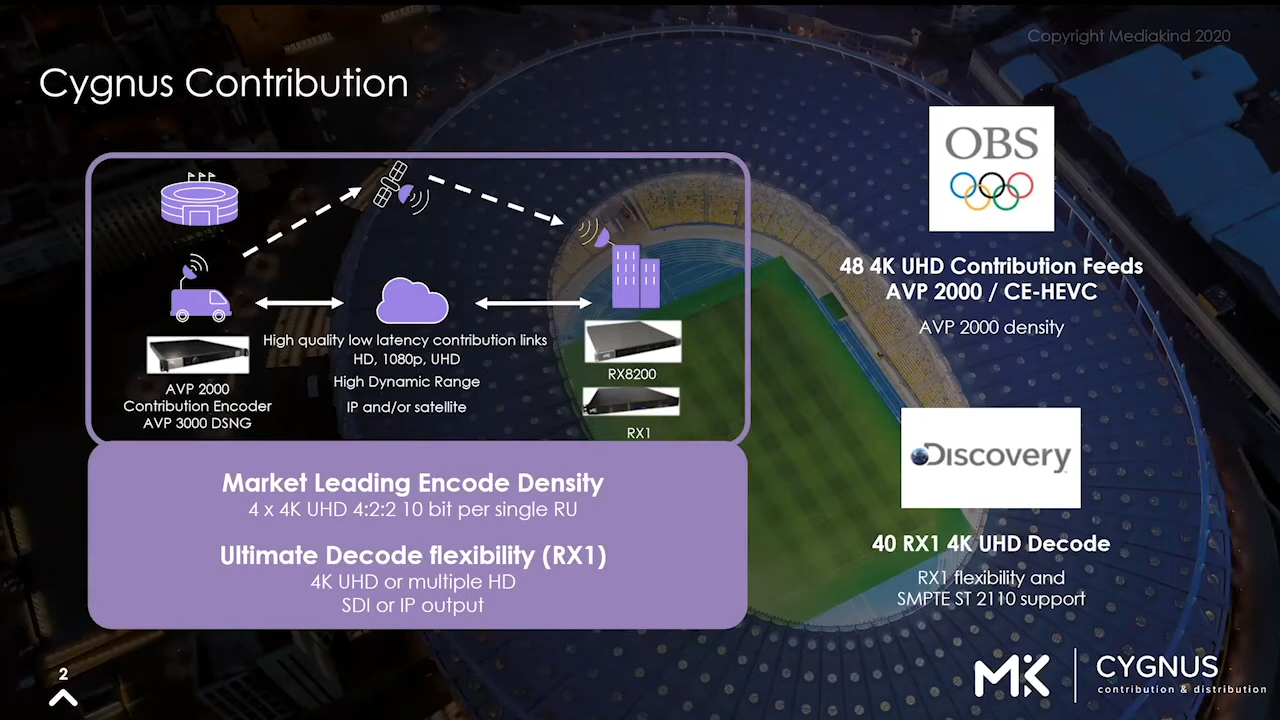 Copyright Mediakind 2020
Cygnus Contribution
High quality low latency contribution links
HD, 1080p, UHD
High Dynamic Range
IP and/or satellite
AVP 2000
Contribution Encoder
AVP 3000 DSNG
RX8200
RX1
Market Leading Encode Density
4 x 4K UHD 4:2:2 10 bit per single RU
Ultimate Decode flexibility (RX1)
4K UHD or multiple HD
SDI or IP output
OBS
48 4K UHD Contribution Feeds
AVP 2000 / CE-HEVC
AVP 2000 density
Discovery
40 RX1 4K UHD Decode
RX1 flexibility and
SMPTE ST 2110 support
2
MK
CYGNUS
contribution & distribution